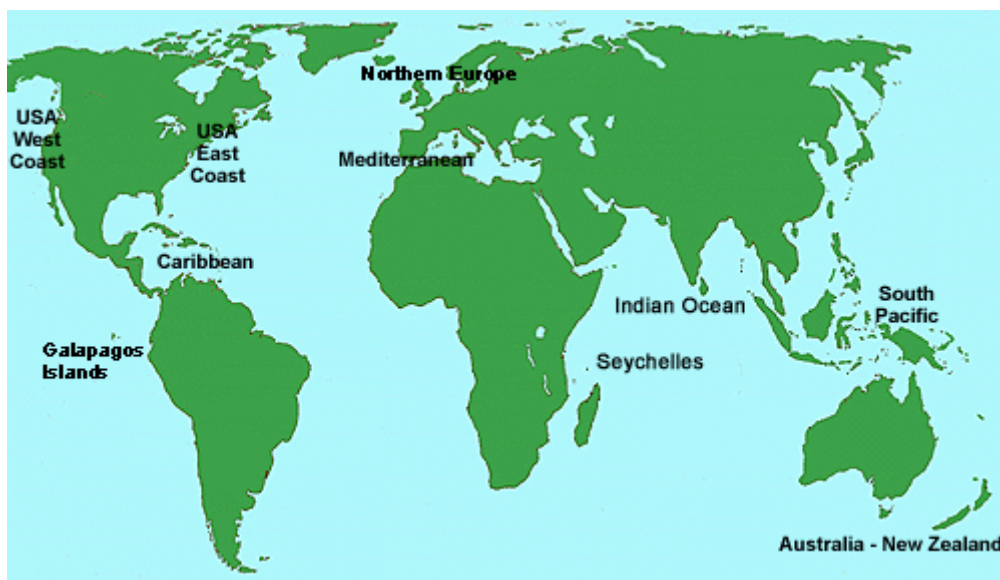 Northern Europe
USA
West
Coast
USA
East
Coast
Mediterranean
Caribbean
Indian Ocean
South
Pacific
Galapagos
Islands
Seychelles
Australia - New Zealand